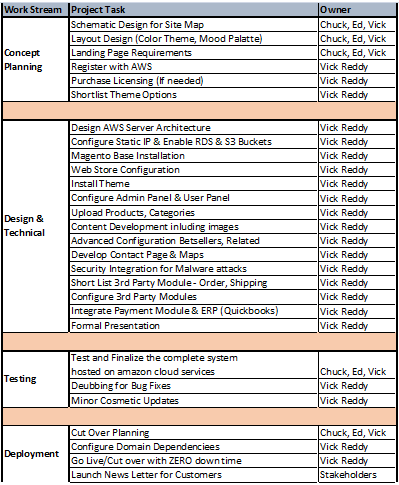 Work Stream Project Task Owner
Schematic Design for Site Map Chuck, Ed, Vick
Layout Design (Color Theme, Mood Palatte) Chuck, Ed, Vick
Concept Planning Landing Page Requirements Chuck, Ed, Vick
Register with AWS Vick Reddy
Purchase Licensing (If needed) Vick Reddy
Shortlist Theme Options Vick Reddy
Design AWS Server Architecture Vick Reddy
Configure Static IP & Enable RDS & S3 Buckets Vick Reddy
Magento Base Installation Vick Reddy
Web Store Configuration Vick Reddy
Install Theme Vick Reddy
Configure Admin Panel & User Panel Vick Reddy
Design & Technical Upload Products, Categories Vick Reddy
Content Development inluding images Vick Reddy
Advanced Configuration Betsellers, Related Vick Reddy
Develop Contact Page & Maps Vick Reddy
Security Integration for Malware attacks Vick Reddy
Short List 3rd Party Module - Order, Shipping Vick Reddy
Configure 3rd Party Modules Vick Reddy
Integrate Payment Module & ERP (Quickbooks) Vick Reddy
Formal Presentation Vick Reddy
Test and Finalize the complete system
Testing hosted on amazon cloud services Chuck, Ed, Vick
Deubbing for Bug Fixes Vick Reddy
Minor Cosmetic Updates Vick Reddy
Cut Over Planning Chuck, Ed, Vick
Deployment Configure Domain Dependenciees Vick Reddy
Go Live/Cut over with ZERO down time Vick Reddy
Launch News Letter for Customers Stakeholders